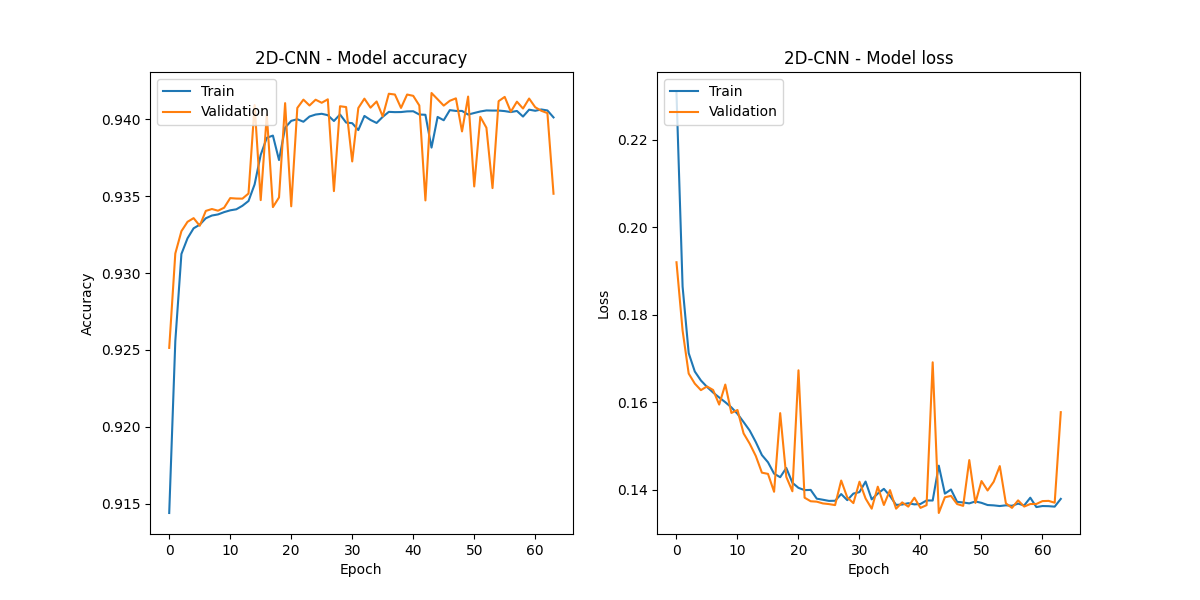 2D-CNN - Model accuracy
Train
Validation
0.940
0.935
0.930
0.925
0.920
0.915
Accuracy
0 10 20 30 40 50 60
Epoch
2D-CNN - Model loss
Train
Validation
0.22
0.20
0.18
0.16
0.14
Loss
0 10 20 30 40 50 60
Epoch